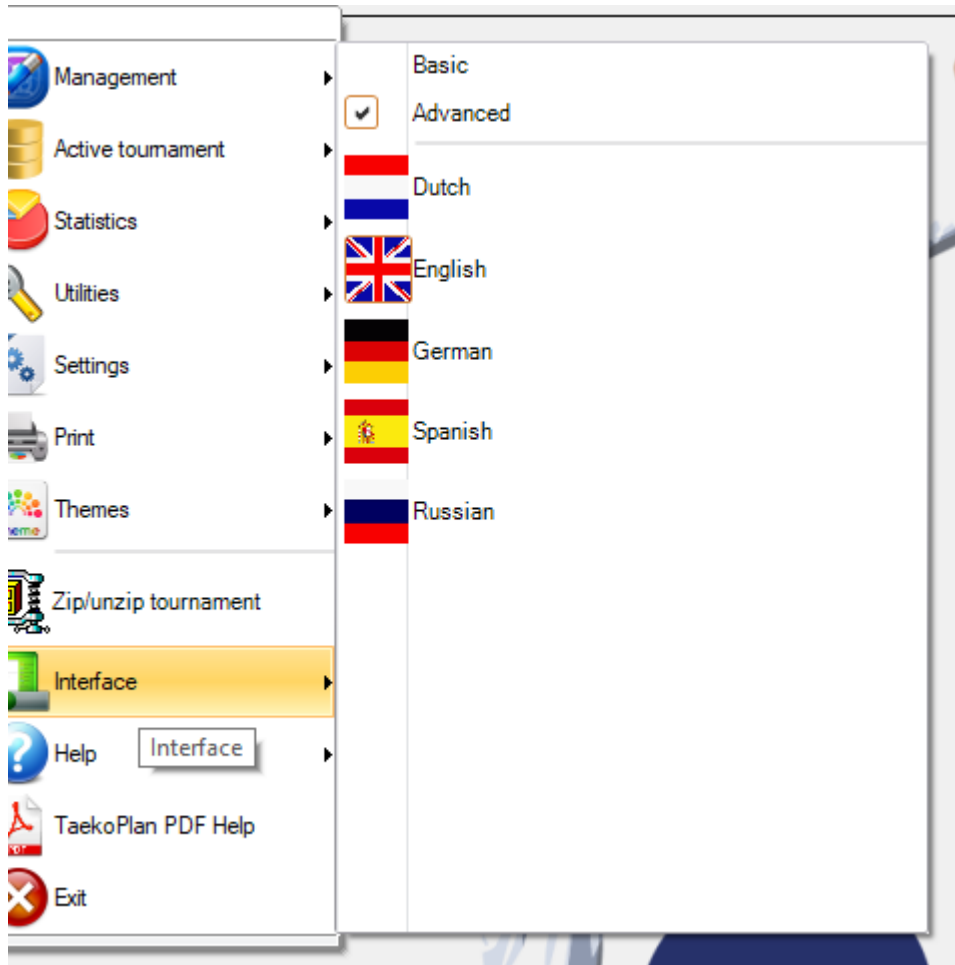 Management
Active tournament
Statistics
Utilities
Settings
Print
Themes
Zip/unzip tournament
Interface
Help
Interface
TaekoPlan PDF Help
Exit
Basic
Advanced
Dutch
English
German
Spanish
Russian